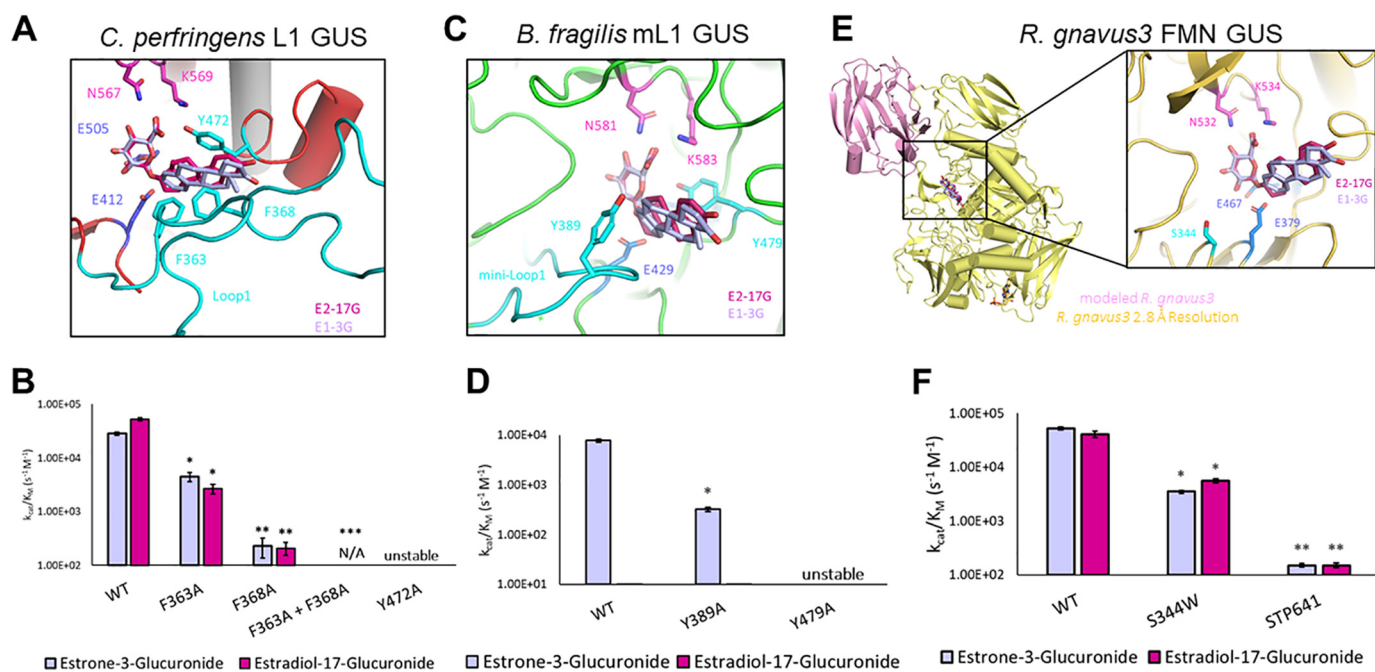 A
C. perfringens L1 GUS
K569
N567
E505
Y472
E412
F368
F363
Loop1
E2-17G
E1-3G
C
B. fragilis mL1 GUS
N581
K583
Y389
Y479
mini-Loop1
E429
E2-17G
E1-3G
E
R. gnavus3 FMN GUS
K534
N532
E2-17G
E1-3G
E467
E379
S344
modeled R. gnavus3
R. gnavus3 2.8 Å Resolution
B
kcat/KM (s-1 M-1)
1.00E+05
1.00E+04
1.00E+03
1.00E+02
* *
** **
***
N/A
unstable
WT
F363A
F368A
F363A + F368A
Y472A
Estrone-3-Glucuronide Estradiol-17-Glucuronide
D
kcat/KM (s-1 M-1)
1.00E+04
1.00E+03
1.00E+02
1.00E+01
*
unstable
WT
Y389A
Y479A
Estrone-3-Glucuronide Estradiol-17-Glucuronide
F
kcat/KM (s-1 M-1)
1.00E+05
1.00E+04
1.00E+03
1.00E+02
* *
** **
WT
S344W
STP641
Estrone-3-Glucuronide Estradiol-17-Glucuronide